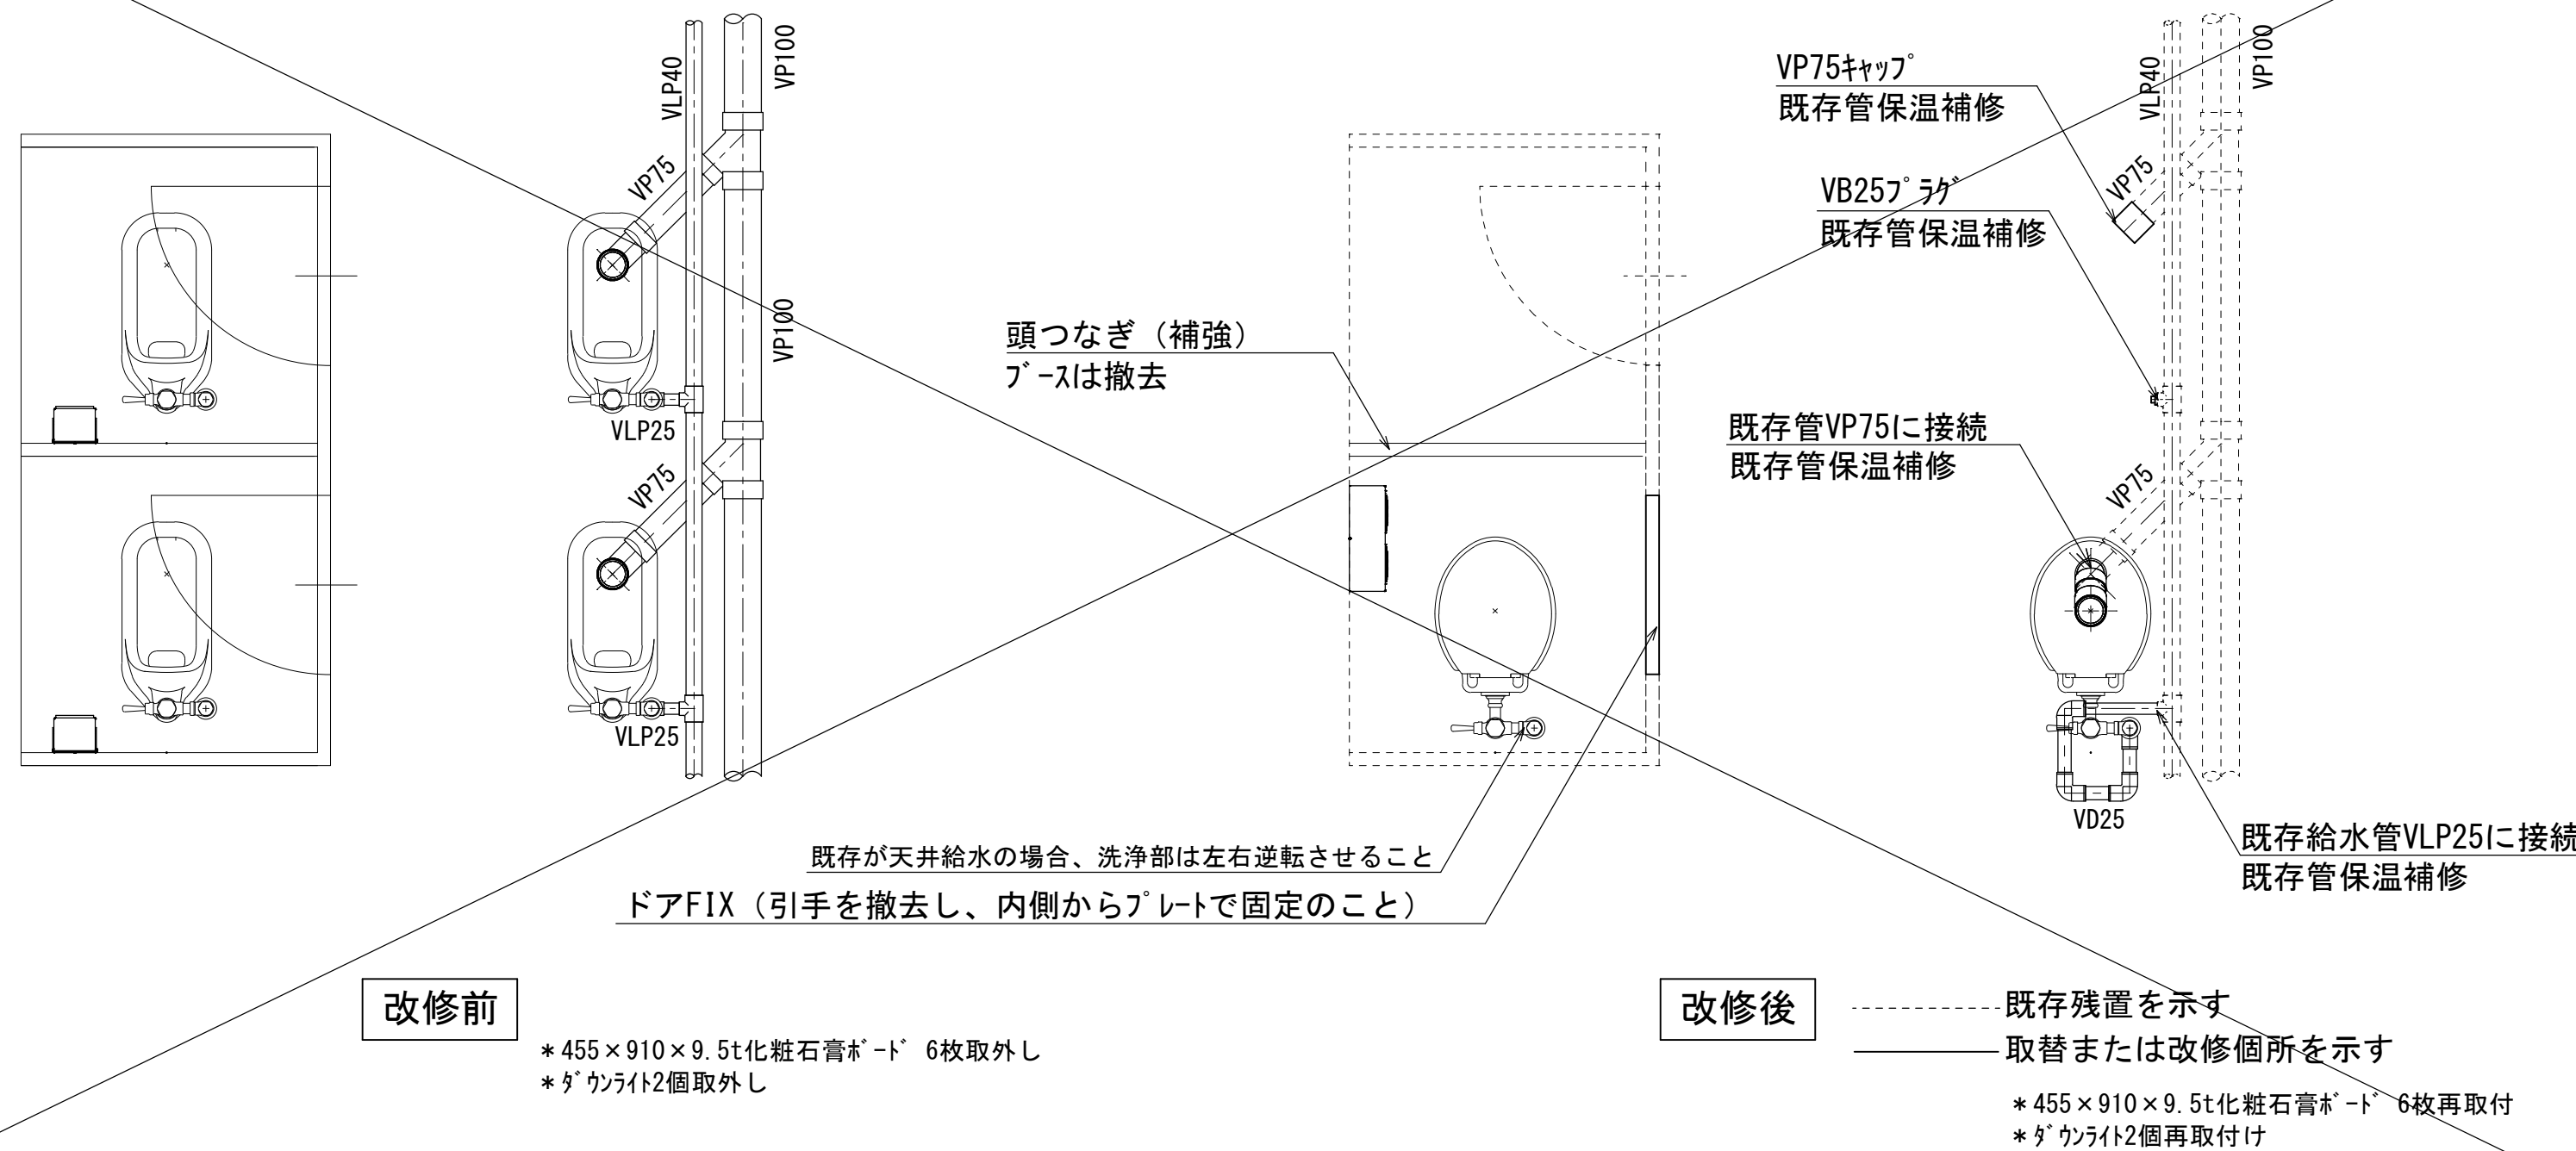 VLP40
VP100
VP75
VP100
VLP25
VP75
VLP25
頭つなぎ（補強）
ﾌﾞｰｽは撤去
既存が天井給水の場合、洗浄部は左右逆転させること
ドアFIX（引手を撤去し、内側からﾌﾟﾚｰﾄで固定のこと）
VP75ｷｬｯﾌﾟ
既存管保温補修
VLP40
VP100
VP75
VB25ﾌﾟﾗｸﾞ
既存管保温補修
既存管VP75に接続
既存管保温補修
VP75
VD25
既存給水管VLP25に接続
既存管保温補修
改修前
＊455×910×9.5t化粧石膏ﾎﾞｰﾄﾞ 6枚取外し
＊ﾀﾞｳﾝﾗｲﾄ2個取外し
改修後
既存残置を示す
取替または改修個所を示す
＊455×910×9.5t化粧石膏ﾎﾞｰﾄﾞ 6枚再取付
＊ﾀﾞｳﾝﾗｲﾄ2個再取付け